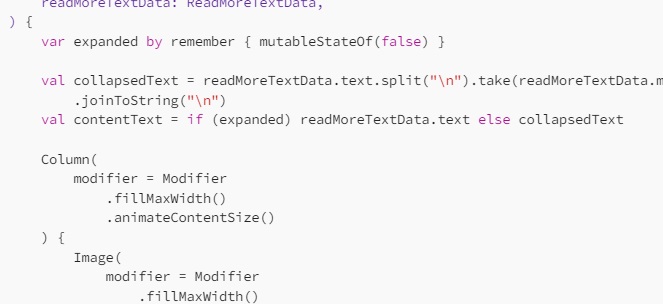 readMoreTextData: ReadMoreTextData,
) {
    var expanded by remember { mutableStateOf(false) }
    val collapsedText = readMoreTextData.text.split("\n").take(readMoreTextData.m
        .joinToString("\n")
    val contentText = if (expanded) readMoreTextData.text else collapsedText
    Column(
        modifier = Modifier
            .fillMaxWidth()
            .animateContentSize()
    ) {
        Image(
            modifier = Modifier
                .fillMaxWidth()